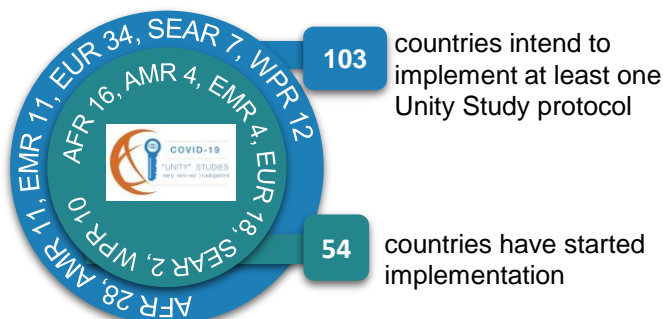 AFR 28, AMR 11, EMR 11, EUR 34, SEAR 7, WPR 12
AFR 16, AMR 4, EMR 4, EUR 18, SEAR 2, WPR 10
COVID-19
"UNITY" STUDIES
early sero-epi investigations
103
countries intend to
implement at least one
Unity Study protocol
54
countries have started
implementation